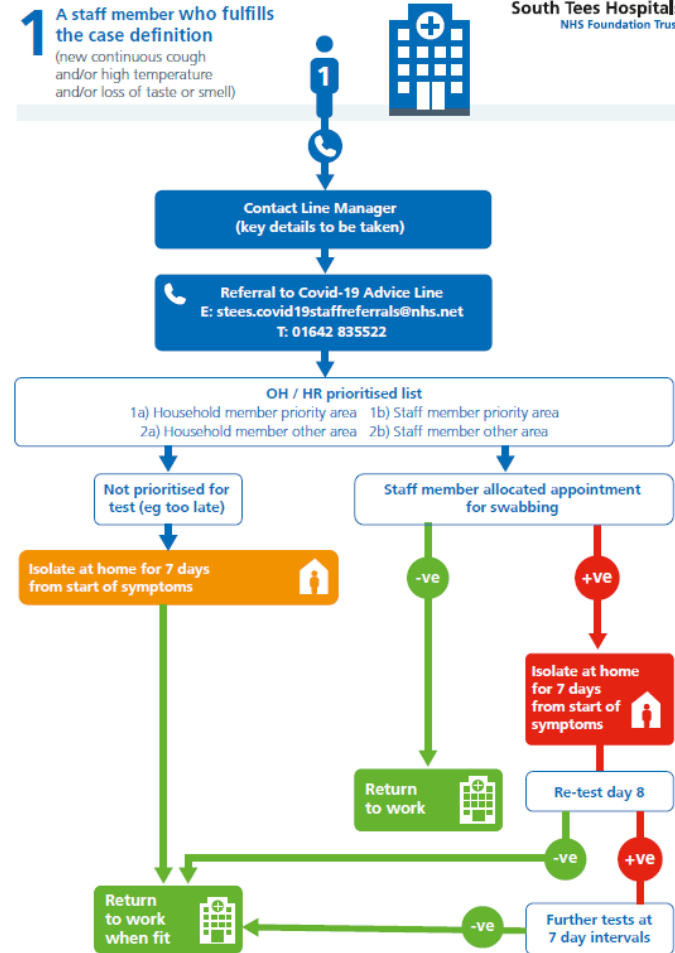 South Tees Hospitals
NHS Foundation Trus
1
A staff member who fulfills
the case definition
(new continuous cough
and/or high temperature
and/or loss of taste or smell)
1
Contact Line Manager
(key details to be taken)
Referral to Covid-19 Advice Line
E: stees.covid19staffreferrals@nhs.net
T: 01642 835522
OH / HR prioritised list
1a) Household member priority area 1b) Staff member priority area
2a) Household member other area 2b) Staff member other area
Not prioritised for
test (eg too late)
Staff member allocated appointment
for swabbing
Isolate at home for 7 days
from start of symptoms
-ve
+ve
Isolate at home
for 7 days
from start of
symptoms
Return
to work
Re-test day 8
-ve
+ve
Return
to work
when fit
-ve
Further tests at
7 day intervals